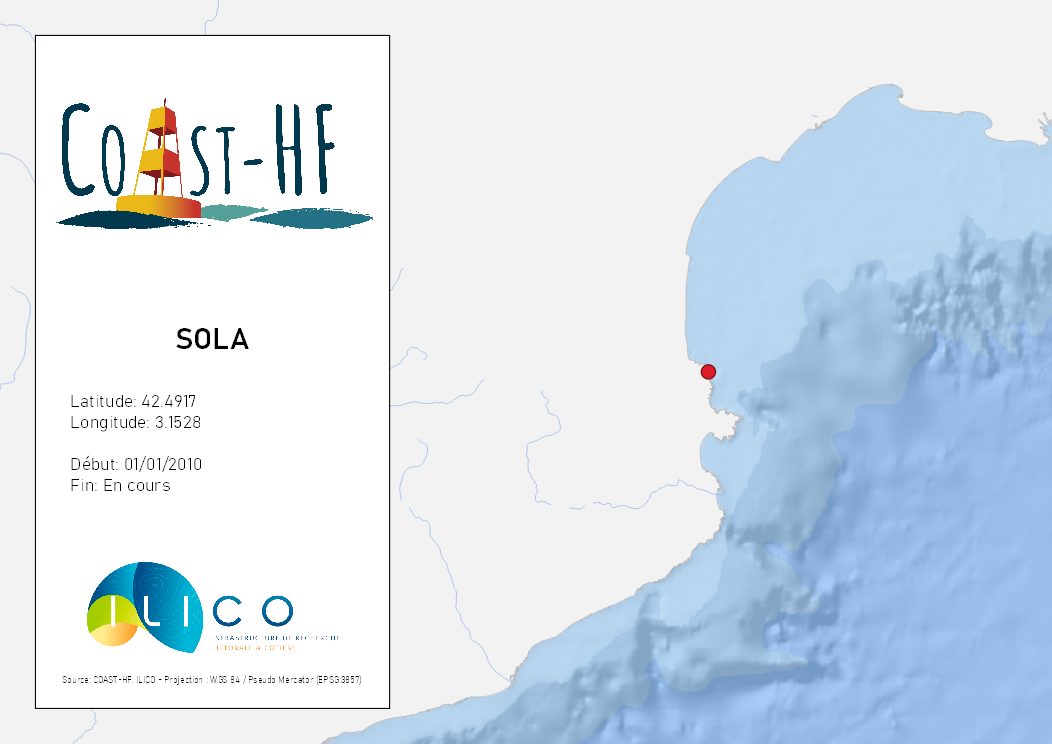 COAST-HF
SOLA
Latitude: 42.4917
Longitude: 3.1528
Début: 01/01/2010
Fin: En cours
ILICO
INFRASTRUCTURE DE RECHERCHE
LITTORALE & CÔTIÈRE
Source: COAST-HF, ILICO - Projection : WGS 84 / Pseudo Mercator (EPSG:3857)